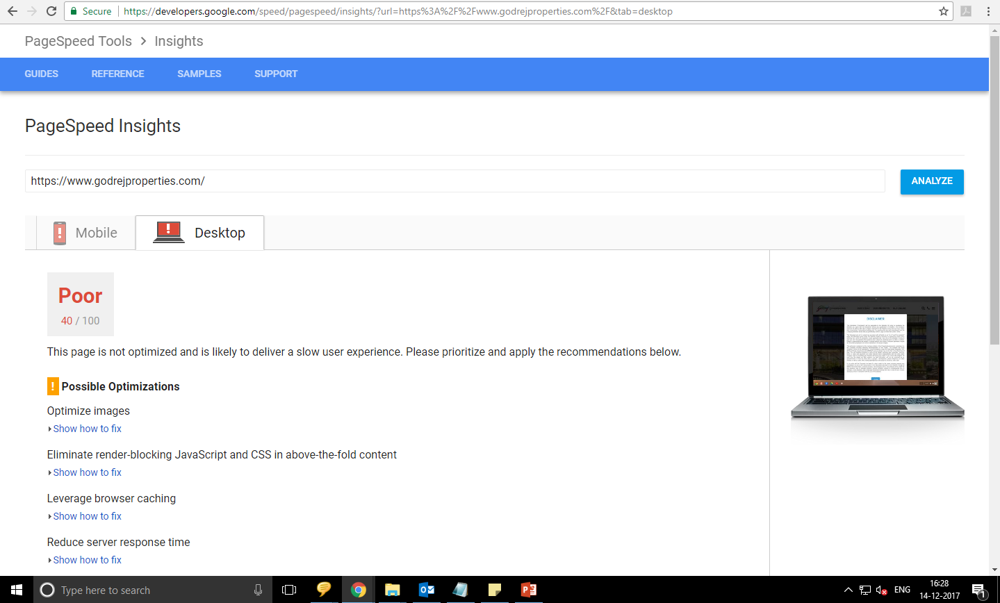 Secure
https://developers.google.com/speed/pagespeed/insights/?url=https%3A%2F%2Fwww.godrejproperties.com%2F&tab=desktop
PageSpeed Tools > Insights
GUIDES REFERENCE SAMPLES SUPPORT
PageSpeed Insights
https://www.godrejproperties.com/
ANALYZE
Mobile
Desktop
Poor
40 / 100
This page is not optimized and is likely to deliver a slow user experience. Please prioritize and apply the recommendations below.
! Possible Optimizations
Optimize images
Show how to fix
Eliminate render-blocking JavaScript and CSS in above-the-fold content
Show how to fix
Leverage browser caching
Show how to fix
Reduce server response time
Show how to fix
DISCLAIMER
Type here to search
ENG
16:28
14-12-2017
1